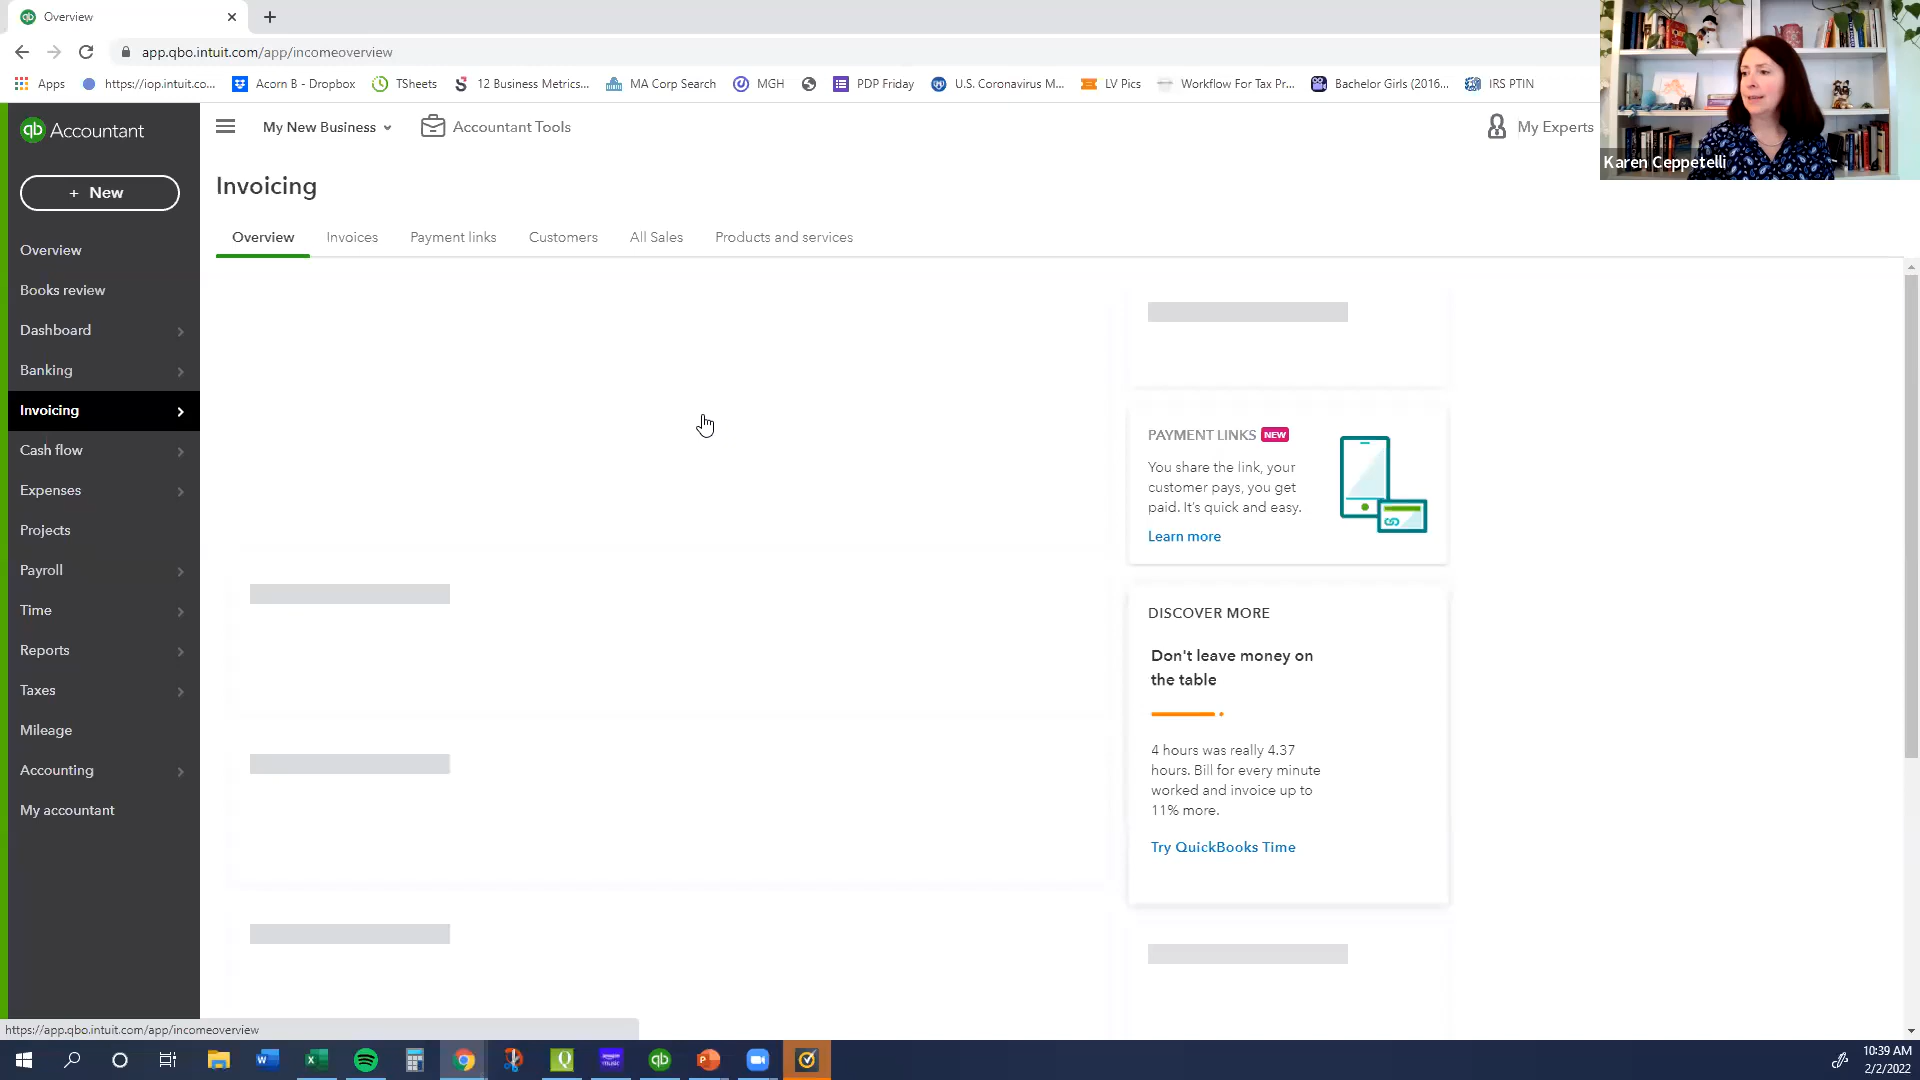 Overview
app.qbo.intuit.com/app/incomeoverview
Apps
https://iop.intuit.co...
Acorn B - Dropbox
TSheets
12 Business Metrics...
MA Corp Search
MGH
PDP Friday
U.S. Coronavirus M...
LV Pics
Workflow For Tax Pr...
Bachelor Girls (2016...
IRS PTIN
qb Accountant
My New Business
Accountant Tools
My Experts
Karen Ceppetelli
+ New
Invoicing
Overview
Invoices
Payment links
Customers
All Sales
Products and services
Overview
Books review
Dashboard
Banking
Invoicing
Cash flow
Expenses
Projects
Payroll
Time
Reports
Taxes
Mileage
Accounting
My accountant
PAYMENT LINKS NEW
You share the link, your
customer pays, you get
paid. It's quick and easy.
Learn more
DISCOVER MORE
Don't leave money on
the table
4 hours was really 4.37
hours. Bill for every minute
worked and invoice up to
11% more.
Try QuickBooks Time
https://app.qbo.intuit.com/app/incomeoverview
10:39 AM
2/2/2022